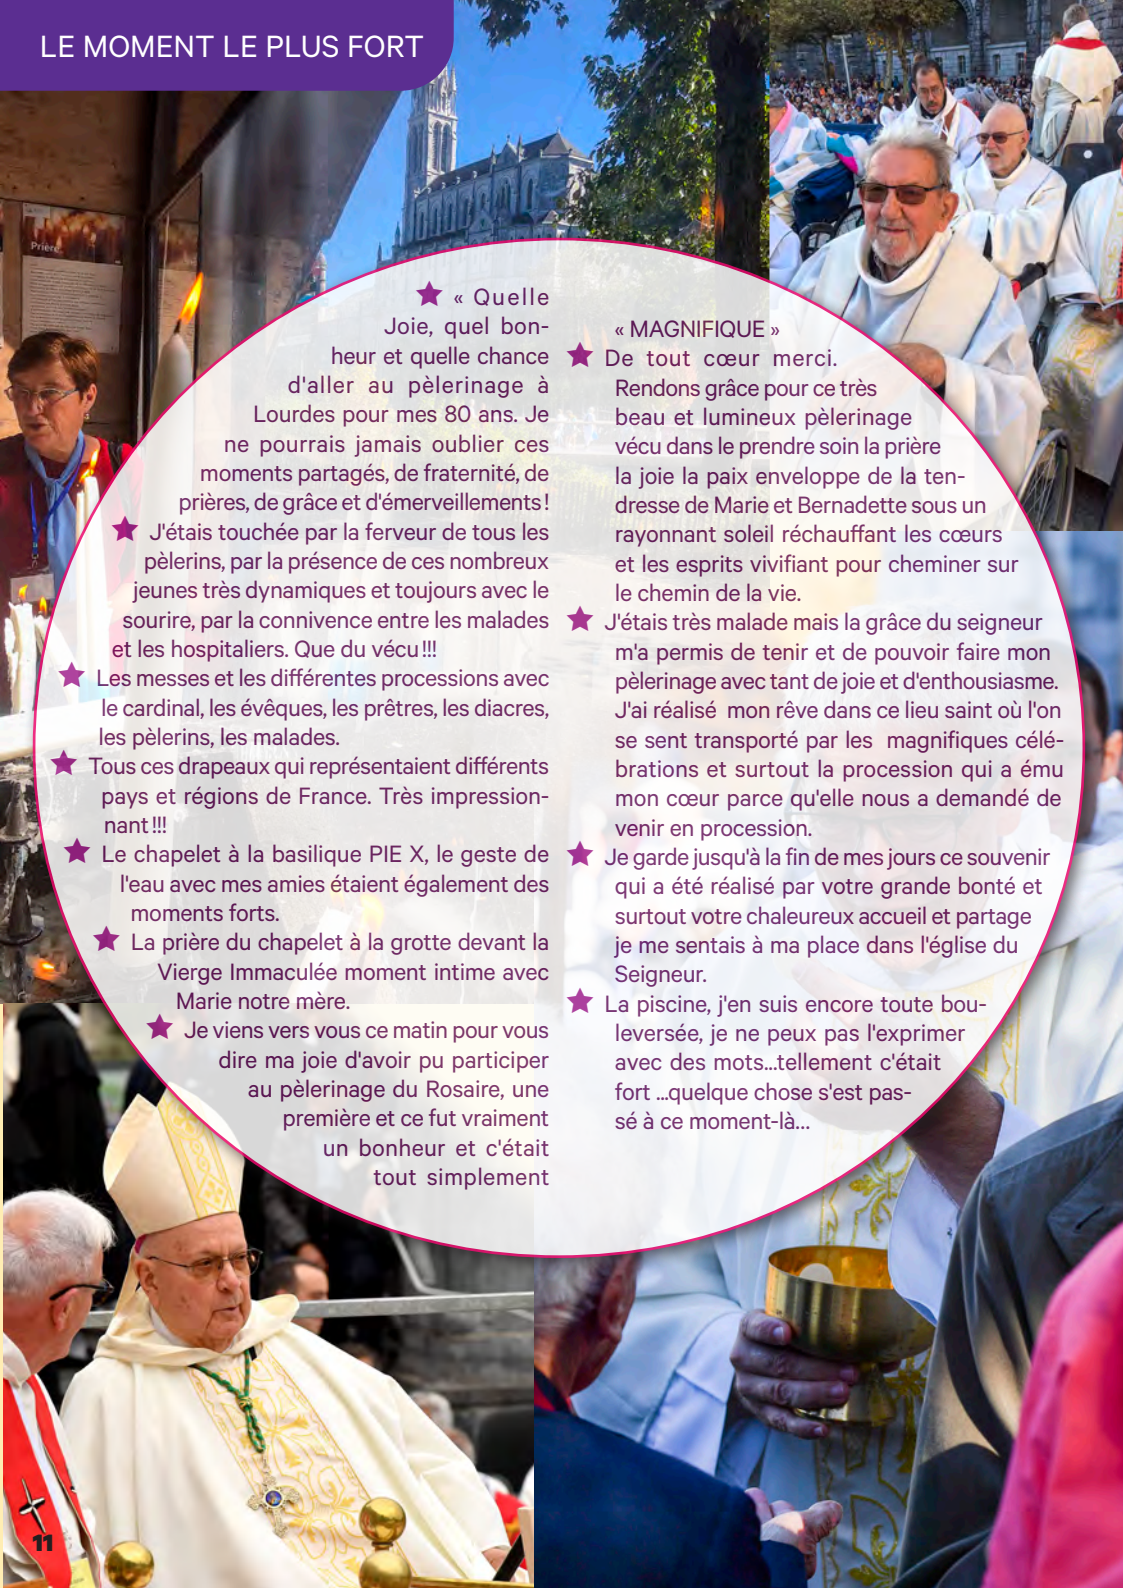 LE MOMENT LE PLUS FORT
Prière
★ « Quelle
Joie, quel bon-
heur et quelle chance
d'aller au pèlerinage à
Lourdes pour mes 80 ans. Je
ne pourrais jamais oublier ces
moments partagés, de fraternité, de
prières, de grâce et d'émerveillements !
★ J'étais touchée par la ferveur de tous les
pèlerins, par la présence de ces nombreux
jeunes très dynamiques et toujours avec le
sourire, par la connivence entre les malades
et les hospitaliers. Que du vécu !!!
★ Les messes et les différentes processions avec
le cardinal, les évêques, les prêtres, les diacres,
les pèlerins, les malades.
★ Tous ces drapeaux qui représentaient différents
pays et régions de France. Très impression-
nant !!!
★ Le chapelet à la basilique PIE X, le geste de
l'eau avec mes amies étaient également des
moments forts.
★ La prière du chapelet à la grotte devant la
Vierge Immaculée moment intime avec
Marie notre mère.
★ Je viens vers vous ce matin pour vous
dire ma joie d'avoir pu participer
au pèlerinage du Rosaire, une
première et ce fut vraiment
un bonheur et c'était
tout simplement
« MAGNIFIQUE »
★ De tout cœur merci.
Rendons grâce pour ce très
beau et lumineux pèlerinage
vécu dans le prendre soin la prière
la joie la paix enveloppe de la ten-
dresse de Marie et Bernadette sous un
rayonnant soleil réchauffant les cœurs
et les esprits vivifiant pour cheminer sur
le chemin de la vie.
★ J'étais très malade mais la grâce du seigneur
m'a permis de tenir et de pouvoir faire mon
pèlerinage avec tant de joie et d'enthousiasme.
J'ai réalisé mon rêve dans ce lieu saint où l'on
se sent transporté par les magnifiques célé-
brations et surtout la procession qui a ému
mon cœur parce qu'elle nous a demandé de
venir en procession.
★ Je garde jusqu'à la fin de mes jours ce souvenir
qui a été réalisé par votre grande bonté et
surtout votre chaleureux accueil et partage
je me sentais à ma place dans l'église du
Seigneur.
★ La piscine, j'en suis encore toute bou-
leversée, je ne peux pas l'exprimer
avec des mots...tellement c'était
fort ...quelque chose s'est pas-
sé à ce moment-là...
11